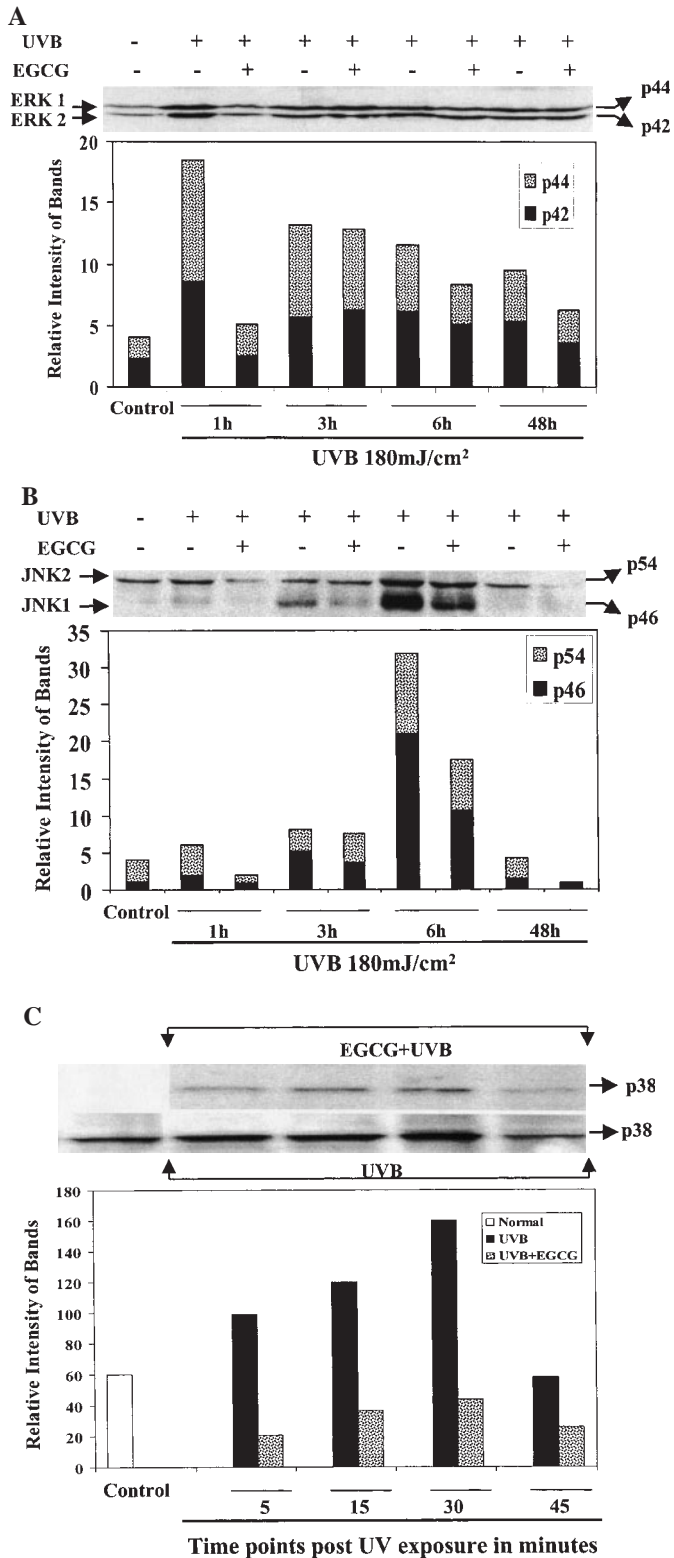 A
UVB - + + + + + + + +
EGCG - - + - + - + - +
ERK 1
ERK 2
p44
p42
Relative Intensity of Bands
20
15
10
5
0
p44
p42
Control
1h 3h 6h 48h
UVB 180mJ/cm²
B
UVB - + + + + + + + +
EGCG - - + - + - + - +
JNK2
JNK1
p54
p46
Relative Intensity of Bands
35
30
25
20
15
10
5
0
p54
p46
Control
1h 3h 6h 48h
UVB 180mJ/cm²
C
EGCG+UVB
p38
p38
UVB
Relative Intensity of Bands
180
160
140
120
100
80
60
40
20
0
Normal
UVB
UVB+EGCG
Control
5 15 30 45
Time points post UV exposure in minutes